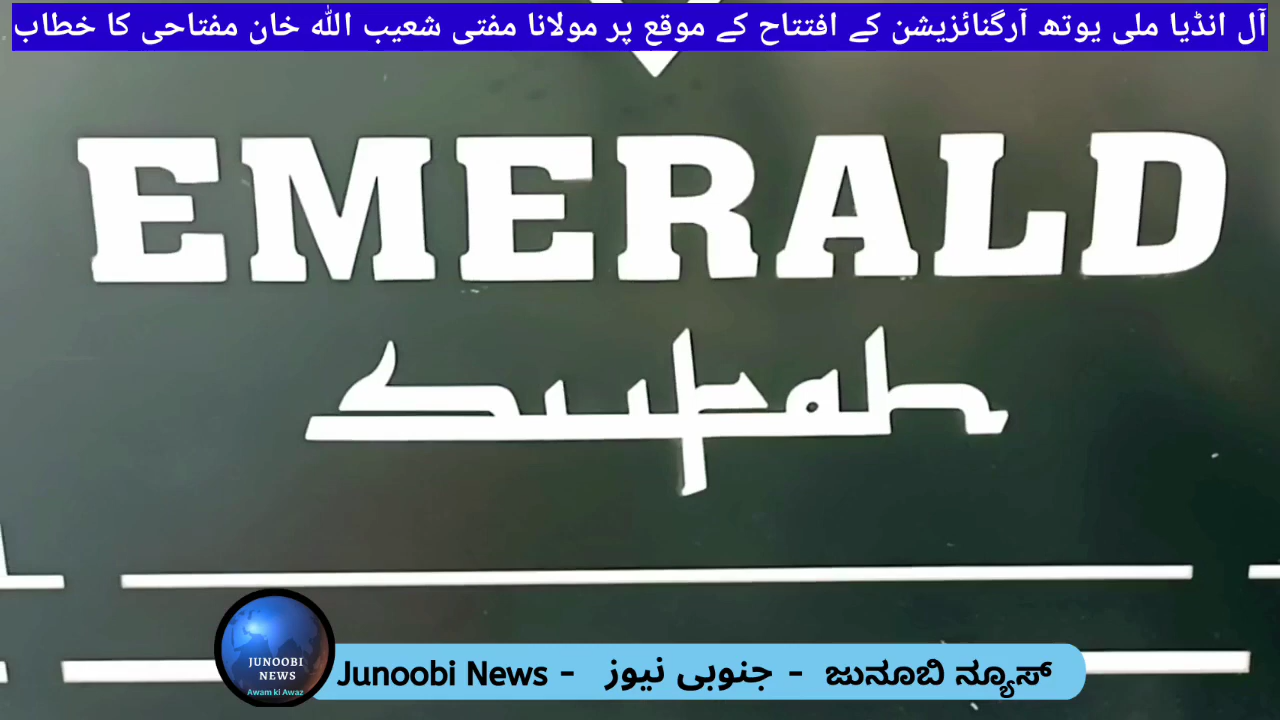 آل انڈیا ملی یوتھ آرگنائزیشن کے افتتاح کے موقع پر مولانا مفتی شعیب اللہ خان مفتاحی کا خطاب
EMERALD
surah
JUNOOBI
NEWS
Awam ki Awaz
Junoobi News - جنوبی نیوز - ಜುನೂಬಿ ನ್ಯೂಸ್